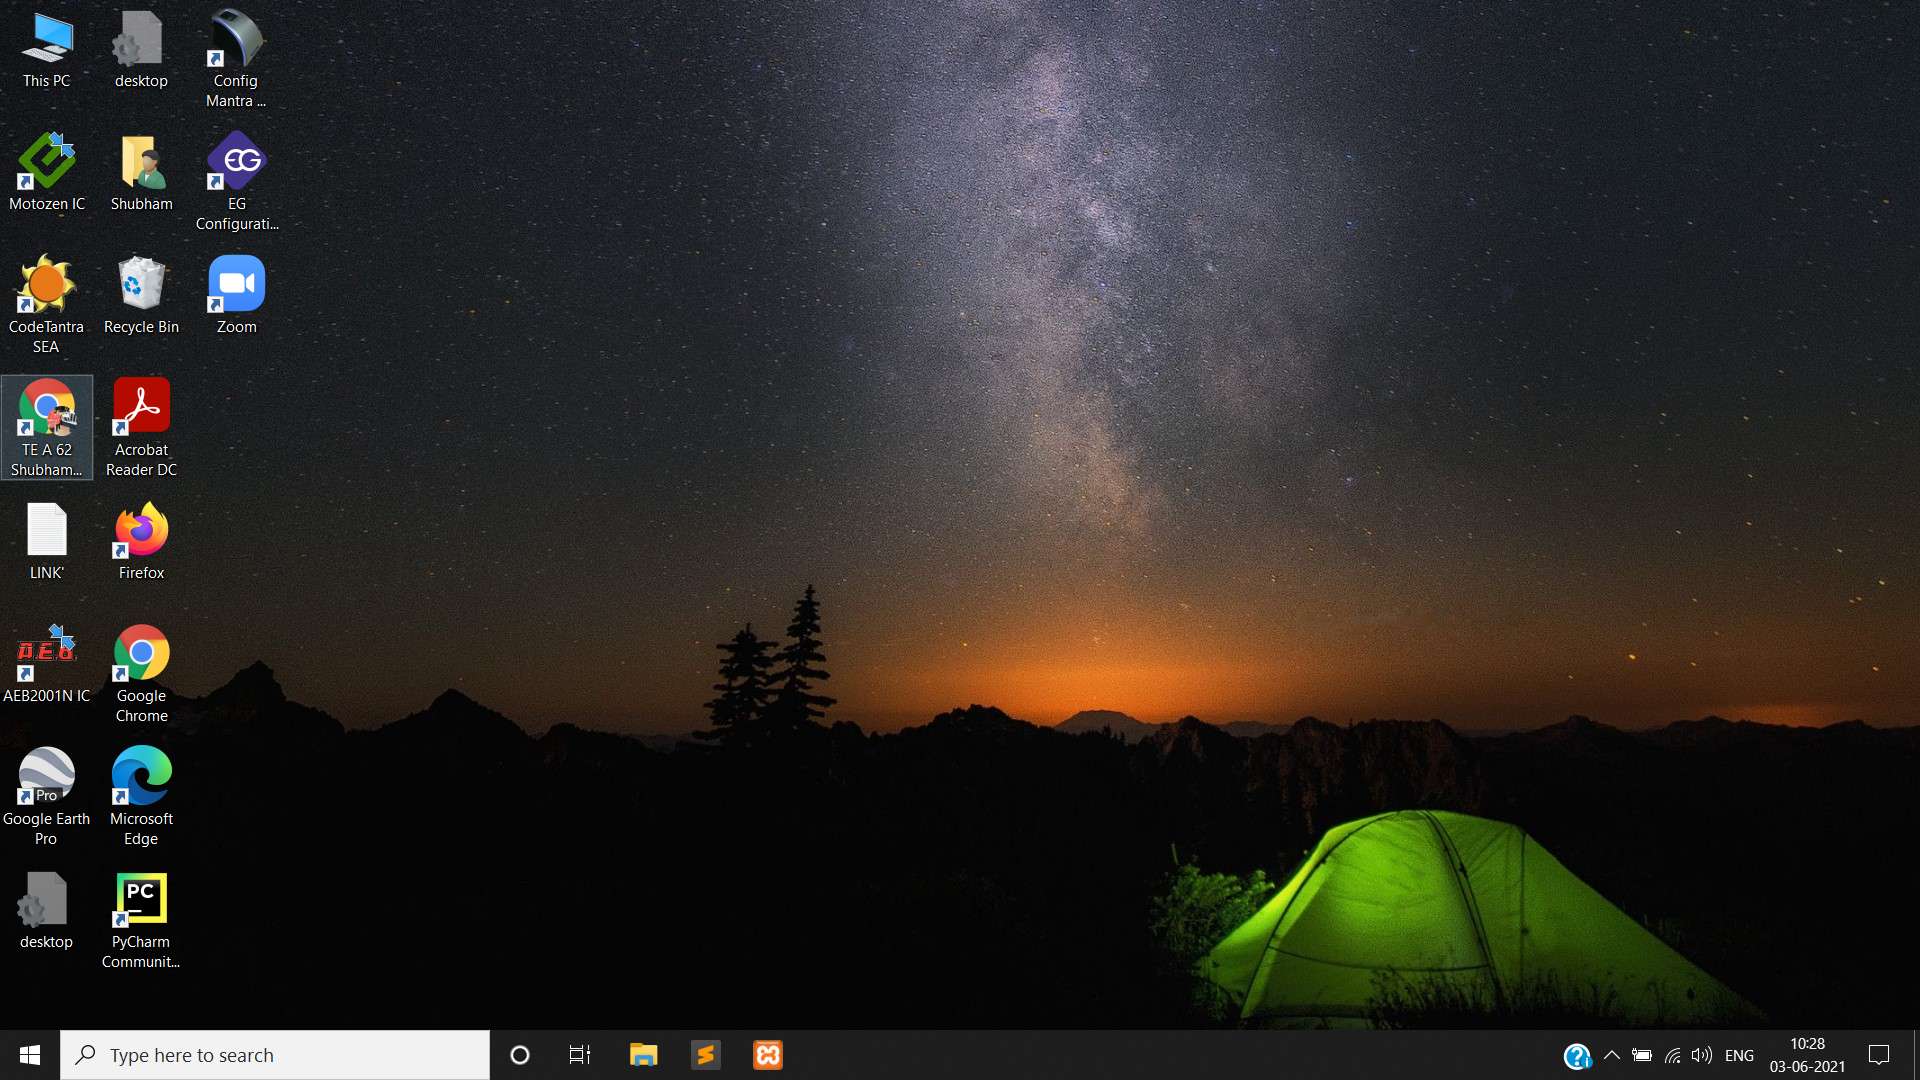 This PC
desktop
Config
Mantra ...
Motozen IC
Shubham
EG
EG
Configurati...
CodeTantra
SEA
Recycle Bin
Zoom
TE A 62
Shubham...
Acrobat
Reader DC
LINK'
Firefox
AEB
AEB2001N IC
Google
Chrome
Pro
Google Earth
Pro
Microsoft
Edge
desktop
PC
PyCharm
Communit...
Type here to search
ENG
10:28
03-06-2021